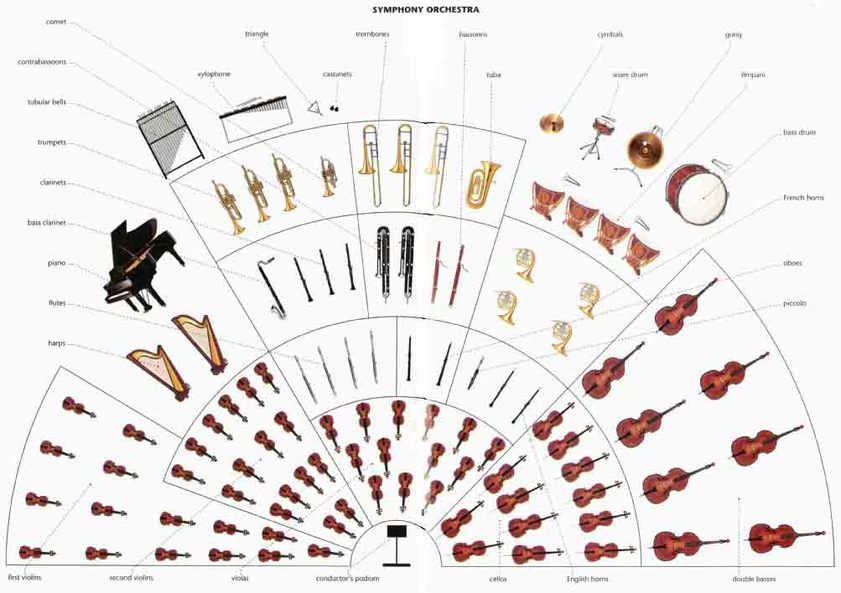 SYMPHONY ORCHESTRA
cornet
triangle
trombones
bassoons
cymbals
gong
contrabassoons
xylophone
castanets
tuba
snare drum
timpani
tubular bells
trumpets
bass drum
clarinets
French horns
bass clarinet
piano
oboes
flutes
piccolo
harps
first violins
second violins
violas
conductor's podium
cellos
English horns
double basses